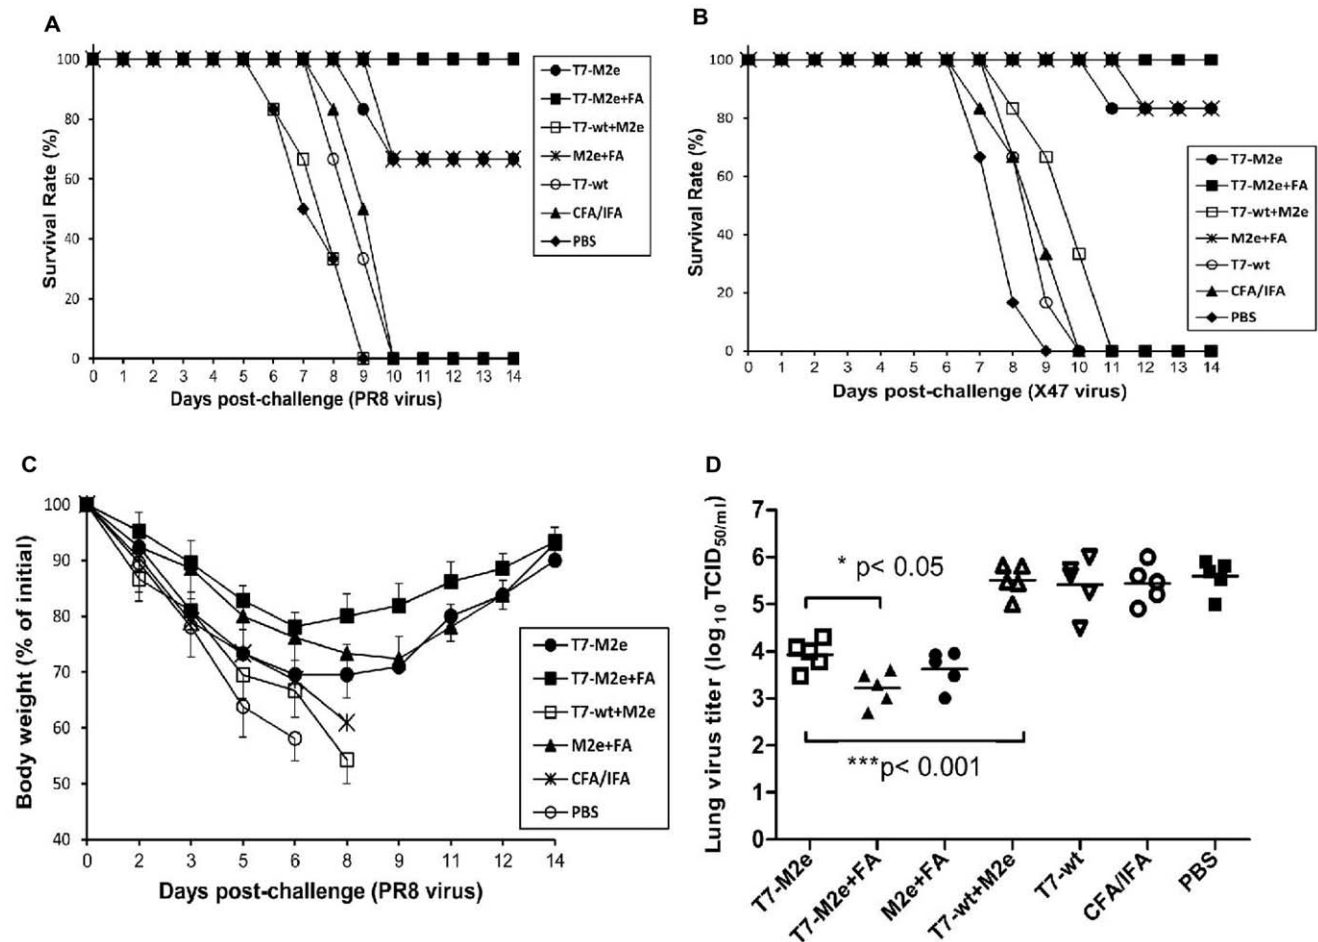 A
Survival Rate (%)
100
80
60
40
20
0
0 1 2 3 4 5 6 7 8 9 10 11 12 13 14
Days post-challenge (PR8 virus)
T7-M2e
T7-M2e+FA
T7-wt+M2e
M2e+FA
T7-wt
CFA/IFA
PBS
B
Survival Rate (%)
100
80
60
40
20
0
0 1 2 3 4 5 6 7 8 9 10 11 12 13 14
Days post-challenge (X47 virus)
T7-M2e
T7-M2e+FA
T7-wt+M2e
M2e+FA
T7-wt
CFA/IFA
PBS
C
Body weight (% of initial)
100
90
80
70
60
50
40
0 2 3 5 6 8 9 11 12 14
Days post-challenge (PR8 virus)
T7-M2e
T7-M2e+FA
T7-wt+M2e
M2e+FA
CFA/IFA
PBS
D
Lung virus titer (log10 TCID50/ml)
7
6
5
4
3
2
1
0
* p< 0.05
***p< 0.001
T7-M2e
T7-M2e+FA
M2e+FA
T7-wt+M2e
T7-wt
CFA/IFA
PBS